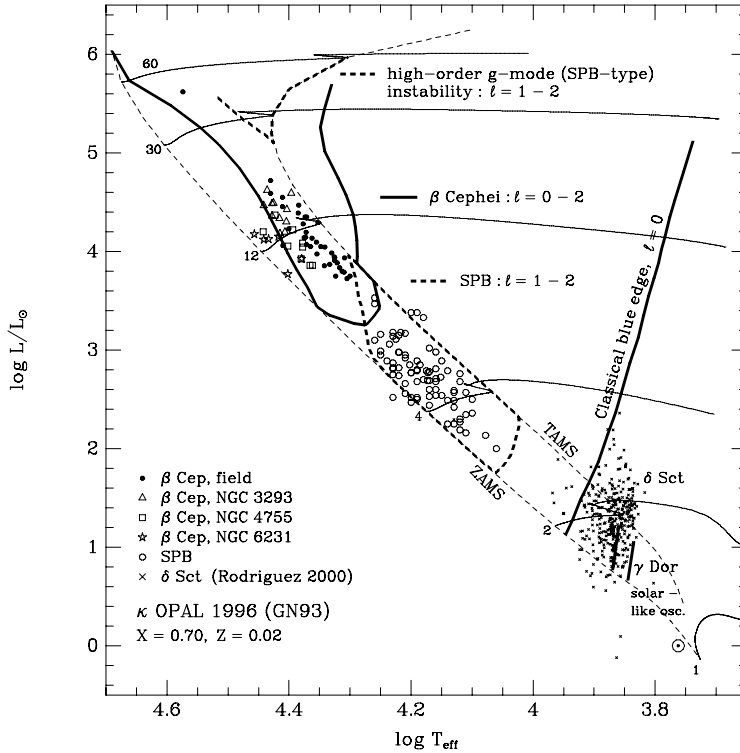 60
high-order g-mode (SPB-type)
instability : ℓ = 1 - 2
30
β Cephei : ℓ = 0 - 2
12
SPB : ℓ = 1 - 2
Classical blue edge, ℓ = 0
4
TAMS
ZAMS
δ Sct
2
γ Dor
solar -
like osc.
1
β Cep, field
β Cep, NGC 3293
β Cep, NGC 4755
β Cep, NGC 6231
SPB
δ Sct (Rodriguez 2000)
κ OPAL 1996 (GN93)
X = 0.70, Z = 0.02
6
5
4
3
2
1
0
log L/L⊙
4.6 4.4 4.2 4 3.8
log Teff